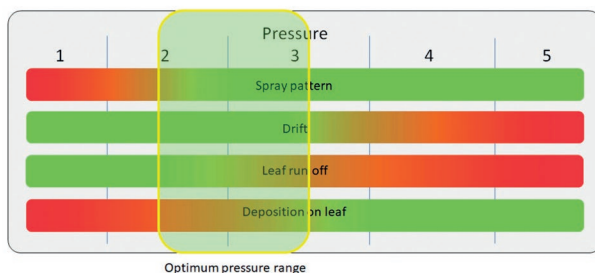 Pressure
1 2 3 4 5
Spray pattern
Drift
Leaf run off
Deposition on leaf
Optimum pressure range